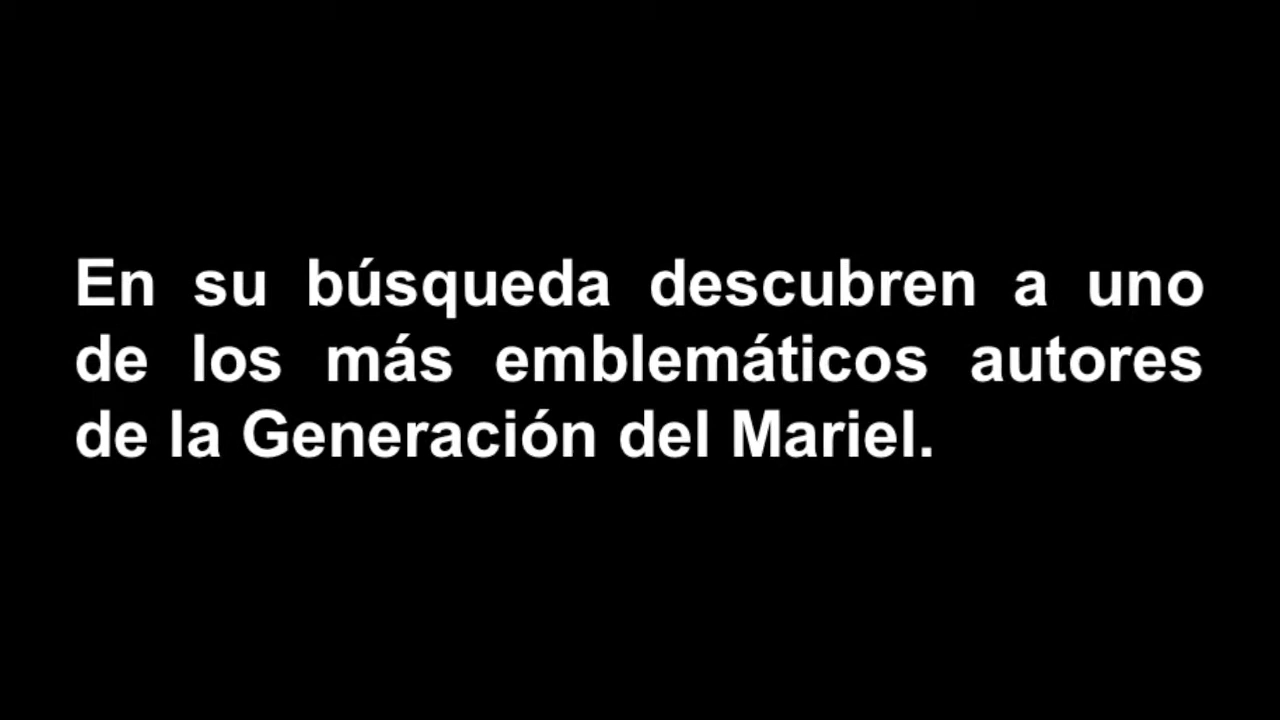 En su búsqueda descubren a uno
de los más emblemáticos autores
de la Generación del Mariel.